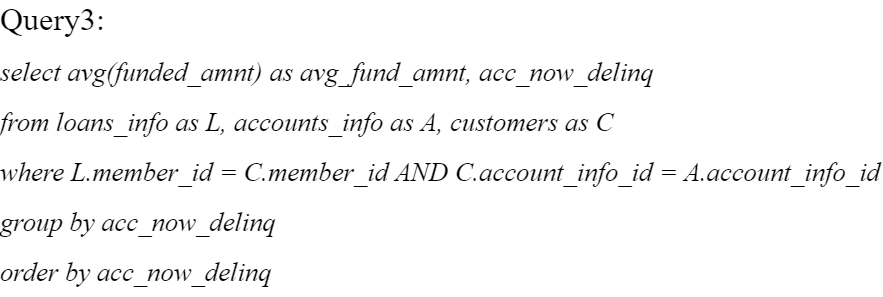 Query3:
select avg(funded_amnt) as avg_fund_amnt, acc_now_delinq
from loans_info as L, accounts_info as A, customers as C
where L.member_id = C.member_id AND C.account_info_id = A.account_info_id
group by acc_now_delinq
order by acc_now_delinq